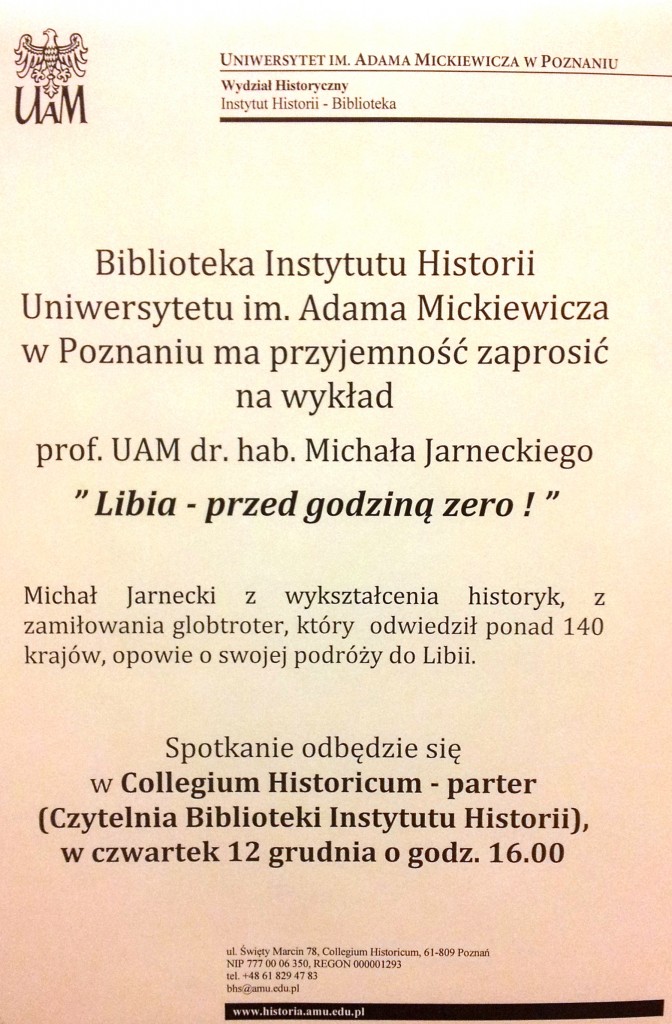 UAM
UNIWERSYTET IM. ADAMA MICKIEWICZA W POZNANIU
Wydział Historyczny
Instytut Historii - Biblioteka
Biblioteka Instytutu Historii
Uniwersytetu im. Adama Mickiewicza
w Poznaniu ma przyjemność zaprosić
na wykład
prof. UAM dr. hab. Michała Jarneckiego
” Libia - przed godziną zero ! ”
Michał Jarnecki z wykształcenia historyk, z
zamiłowania globtroter, który odwiedził ponad 140
krajów, opowie o swojej podróży do Libii.
Spotkanie odbędzie się
w Collegium Historicum - parter
(Czytelnia Biblioteki Instytutu Historii),
w czwartek 12 grudnia o godz. 16.00
ul. Święty Marcin 78, Collegium Historicum, 61-809 Poznań
NIP 777 00 06 350, REGON 000001293
tel. +48 61 829 47 83
bhs@amu.edu.pl
www.historia.amu.edu.pl